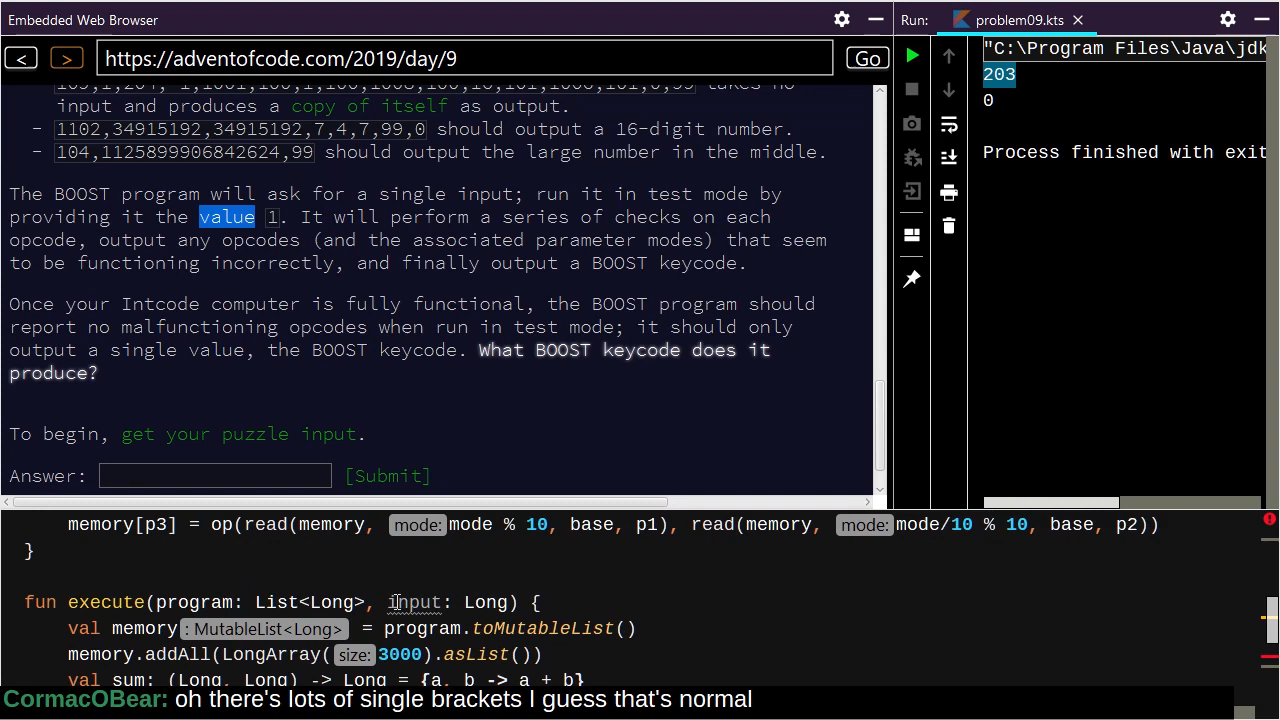 Embedded Web Browser
Run: problem09.kts
< > https://adventofcode.com/2019/day/9 Go
"C:\Program Files\Java\jdk
203
0
Process finished with exit
takes no
input and produces a copy of itself as output.
- 1102,34915192,34915192,7,4,7,99,0 should output a 16-digit number.
- 104,1125899906842624,99 should output the large number in the middle.
The BOOST program will ask for a single input; run it in test mode by
providing it the value 1. It will perform a series of checks on each
opcode, output any opcodes (and the associated parameter modes) that seem
to be functioning incorrectly, and finally output a BOOST keycode.
Once your Intcode computer is fully functional, the BOOST program should
report no malfunctioning opcodes when run in test mode; it should only
output a single value, the BOOST keycode. What BOOST keycode does it
produce?
To begin, get your puzzle input.
Answer: [Submit]
memory[p3] = op(read(memory, mode: mode % 10, base, p1), read(memory, mode: mode/10 % 10, base, p2))
}
fun execute(program: List<Long>, input: Long) {
val memory : MutableList<Long> = program.toMutableList()
memory.addAll(LongArray( size: 3000).asList())
val sum: (Long, Long) -> Long = {a, b -> a + b}
CormacOBear: oh there's lots of single brackets I guess that's normal